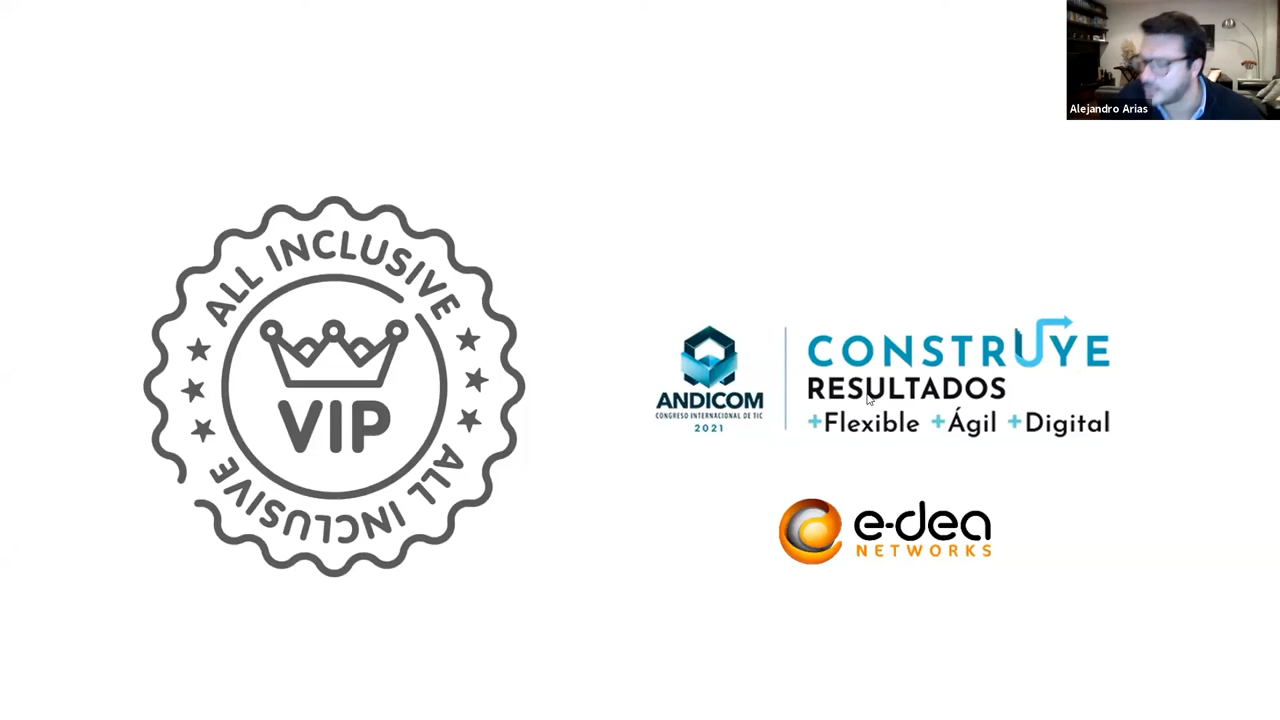 Alejandro Arias
ALL INCLUSIVE
VIP
ALL INCLUSIVE
ANDICOM
CONGRESO INTERNACIONAL DE TIC
2021
CONSTRUYE
RESULTADOS
+Flexible +Ágil +Digital
e-dea
NETWORKS